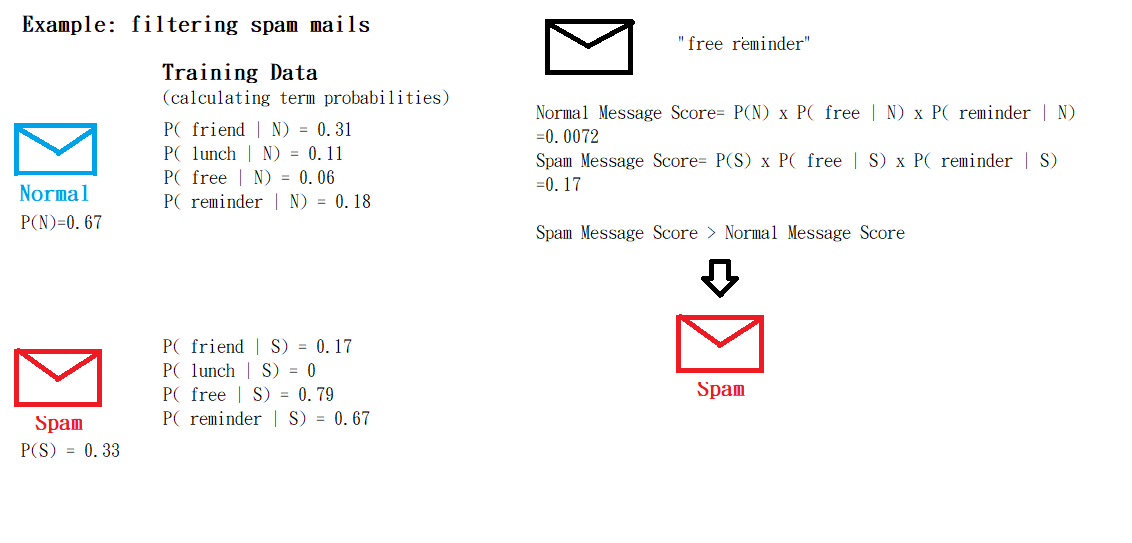 Example: filtering spam mails
Training Data
(calculating term probabilities)
Normal
P(N)=0.67
P( friend | N) = 0.31
P( lunch | N) = 0.11
P( free | N) = 0.06
P( reminder | N) = 0.18
Spam
P(S) = 0.33
P( friend | S) = 0.17
P( lunch | S) = 0
P( free | S) = 0.79
P( reminder | S) = 0.67
"free reminder"
Normal Message Score= P(N) x P( free | N) x P( reminder | N)
=0.0072
Spam Message Score= P(S) x P( free | S) x P( reminder | S)
=0.17
Spam Message Score > Normal Message Score
Spam